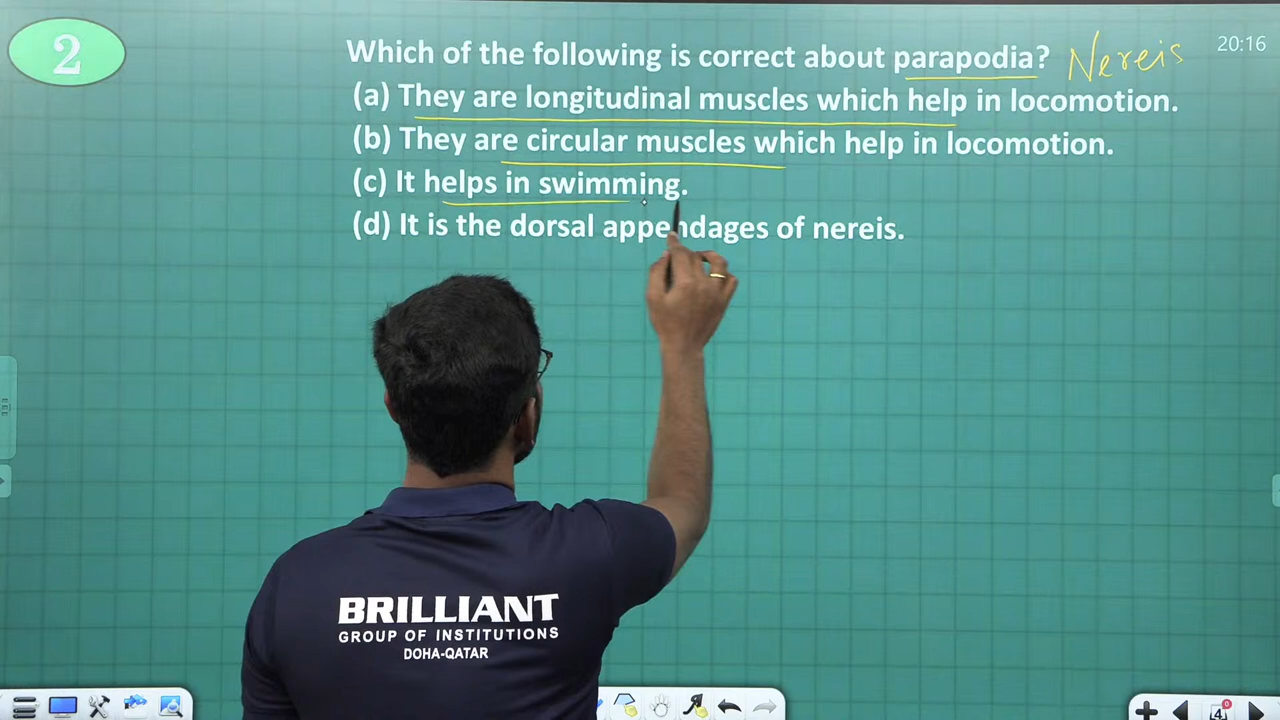 2
Which of the following is correct about parapodia? Nereis
20:16
(a) They are longitudinal muscles which help in locomotion.
(b) They are circular muscles which help in locomotion.
(c) It helps in swimming.
(d) It is the dorsal appendages of nereis.
BRILLIANT
GROUP OF INSTITUTIONS
DOHA-QATAR
4
0